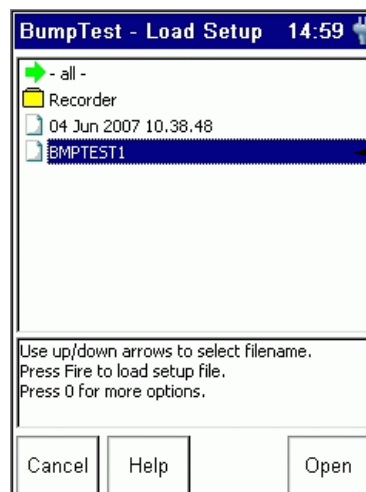 BumpTest - Load Setup 14:59
- all -
Recorder
04 Jun 2007 10.38.48
BMPTEST1
Use up/down arrows to select filename.
Press Fire to load setup file.
Press 0 for more options.
Cancel Help Open